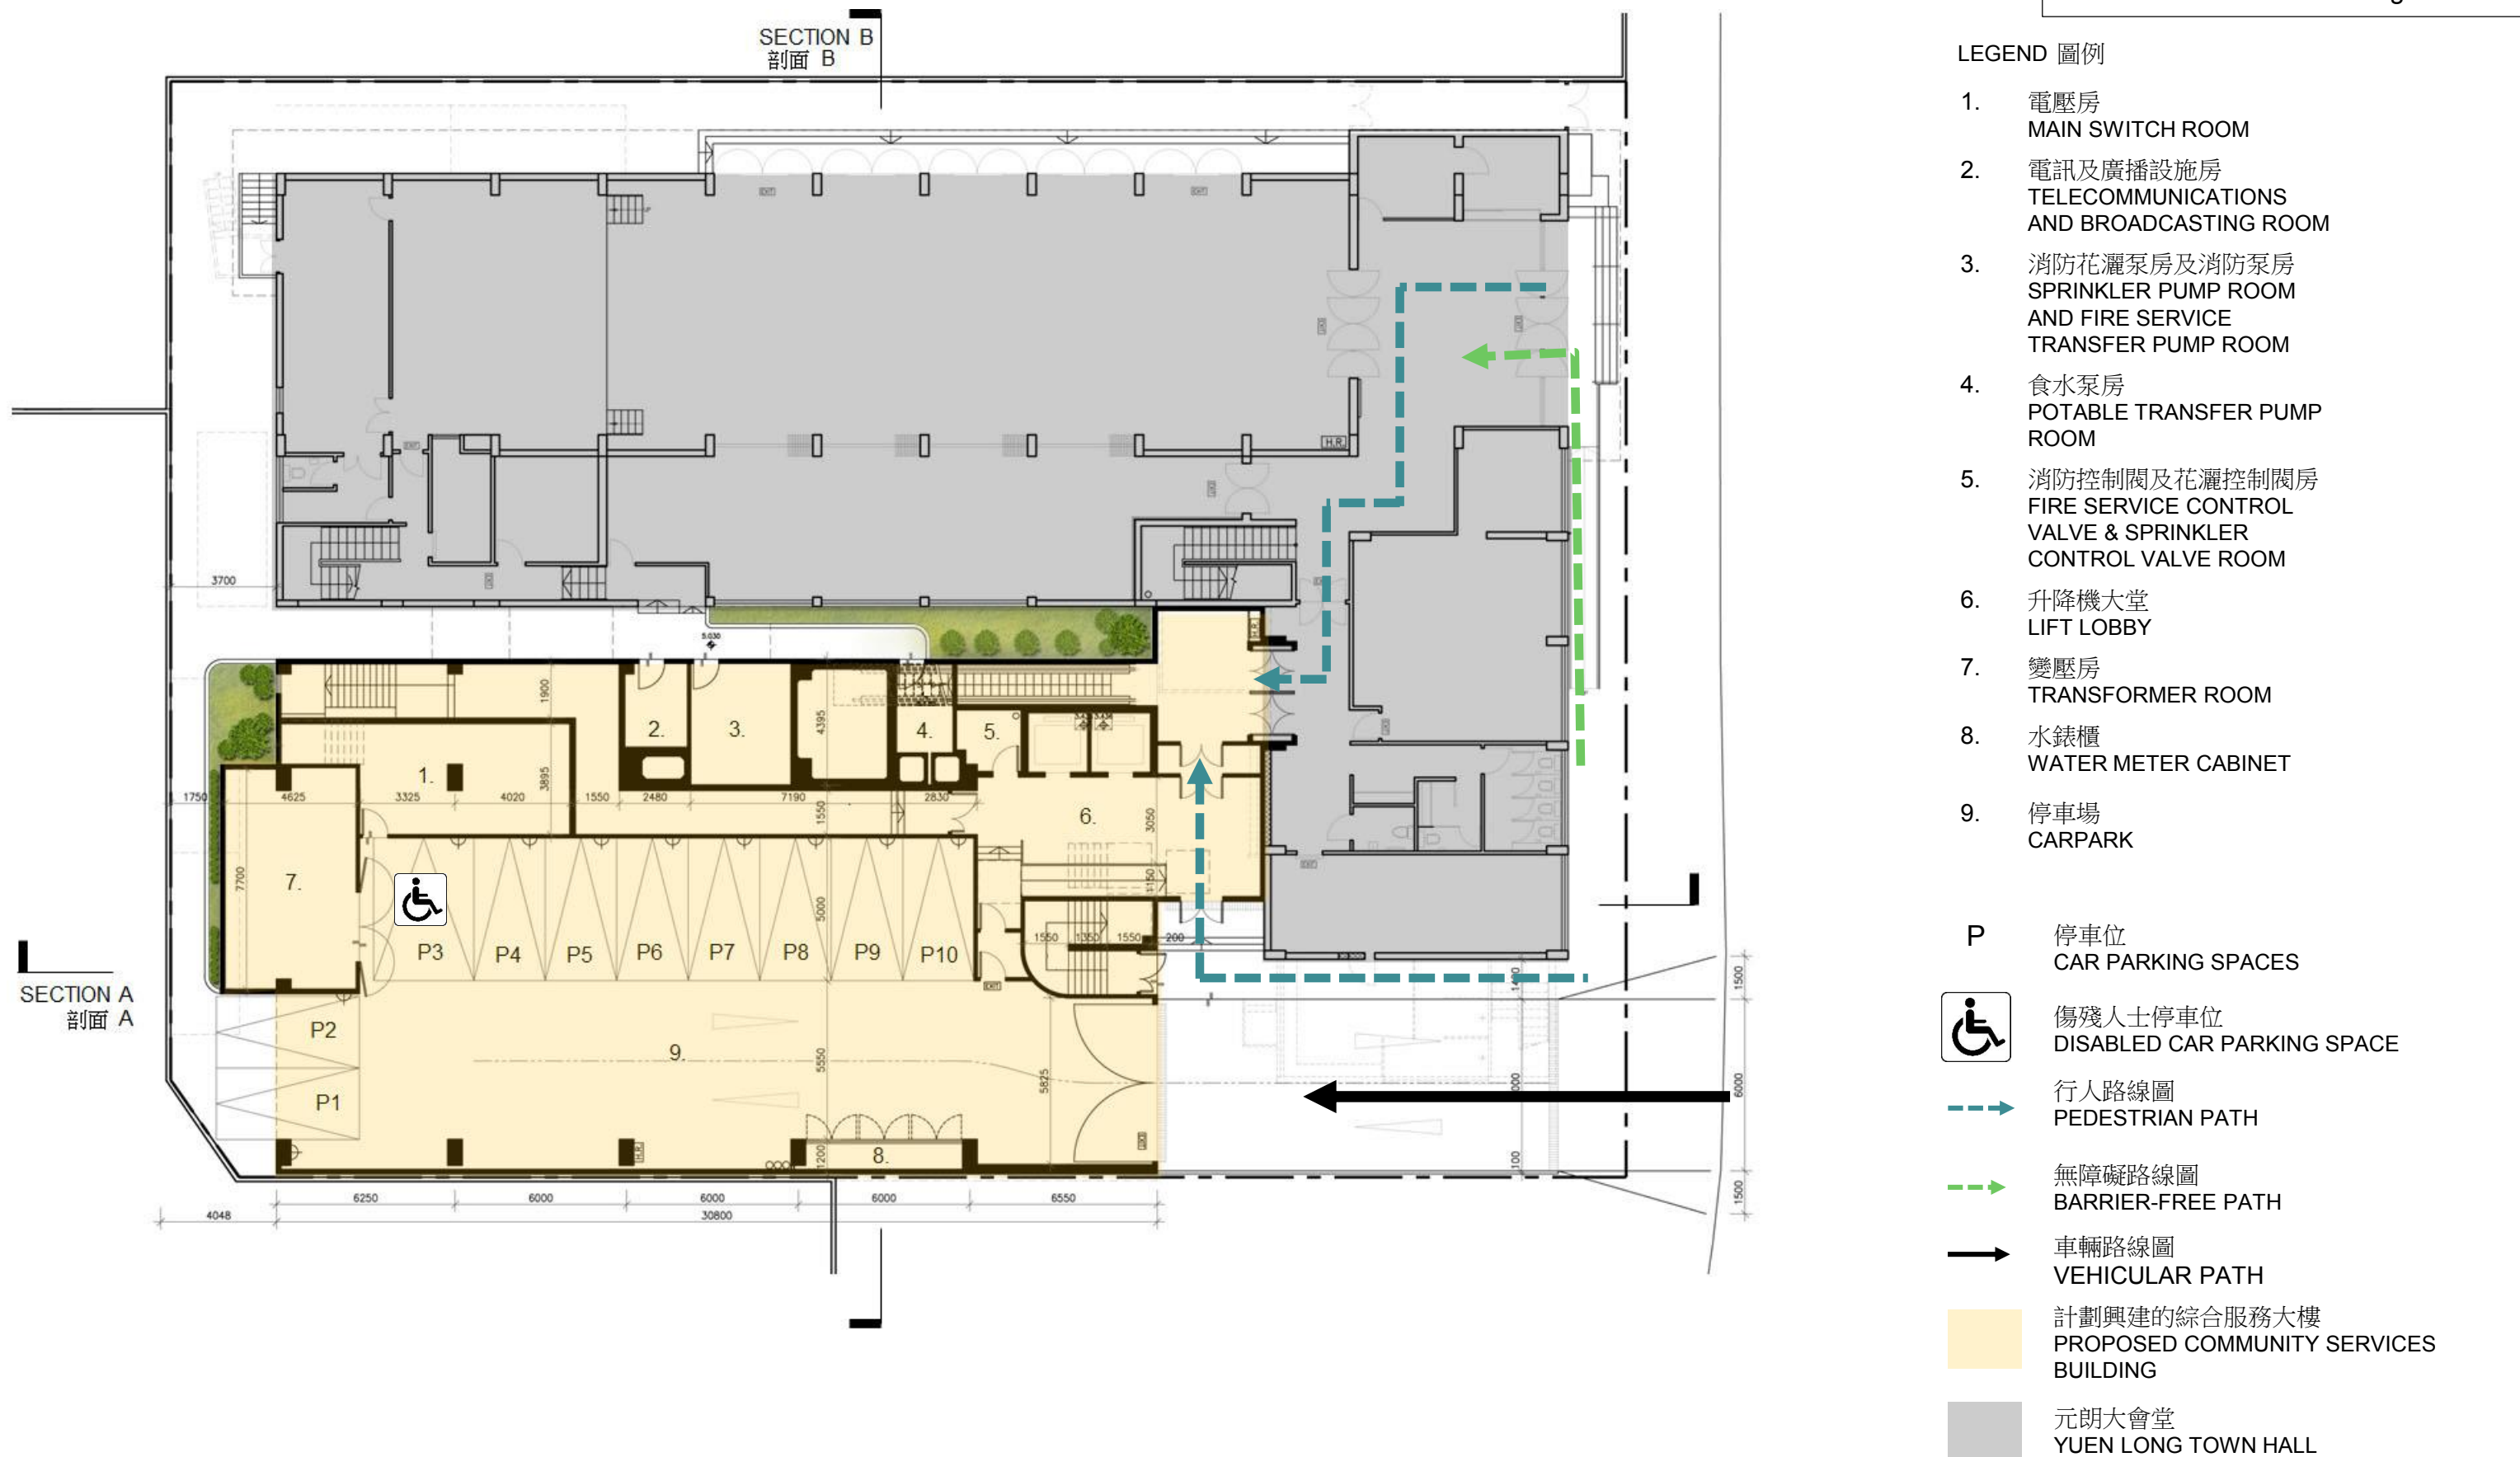 SECTION B
剖面 B
3700
5.030
1900
2.
3.
4395
4.
5.
1.
3895
1750
4625
3325
4020
1550
2480
7190
2830
1550
6.
3050
7.
7700
1150
5000
1550
1350
1550
200
P3
P4
P5
P6
P7
P8
P9
P10
EXIT
H.R.
SECTION A
剖面 A
P2
P1
9.
5550
5825
1500
6000
1500
1200
8.
6250
6000
6000
6000
6550
4048
30800
LEGEND 圖例
1. 電壓房
MAIN SWITCH ROOM
2. 電訊及廣播設施房
TELECOMMUNICATIONS
AND BROADCASTING ROOM
3. 消防花灑泵房及消防泵房
SPRINKLER PUMP ROOM
AND FIRE SERVICE
TRANSFER PUMP ROOM
4. 食水泵房
POTABLE TRANSFER PUMP
ROOM
5. 消防控制閥及花灑控制閥房
FIRE SERVICE CONTROL
VALVE & SPRINKLER
CONTROL VALVE ROOM
6. 升降機大堂
LIFT LOBBY
7. 變壓房
TRANSFORMER ROOM
8. 水錶櫃
WATER METER CABINET
9. 停車場
CARPARK
P 停車位
CAR PARKING SPACES
傷殘人士停車位
DISABLED CAR PARKING SPACE
行人路線圖
PEDESTRIAN PATH
無障礙路線圖
BARRIER-FREE PATH
車輛路線圖
VEHICULAR PATH
計劃興建的綜合服務大樓
PROPOSED COMMUNITY SERVICES
BUILDING
元朗大會堂
YUEN LONG TOWN HALL